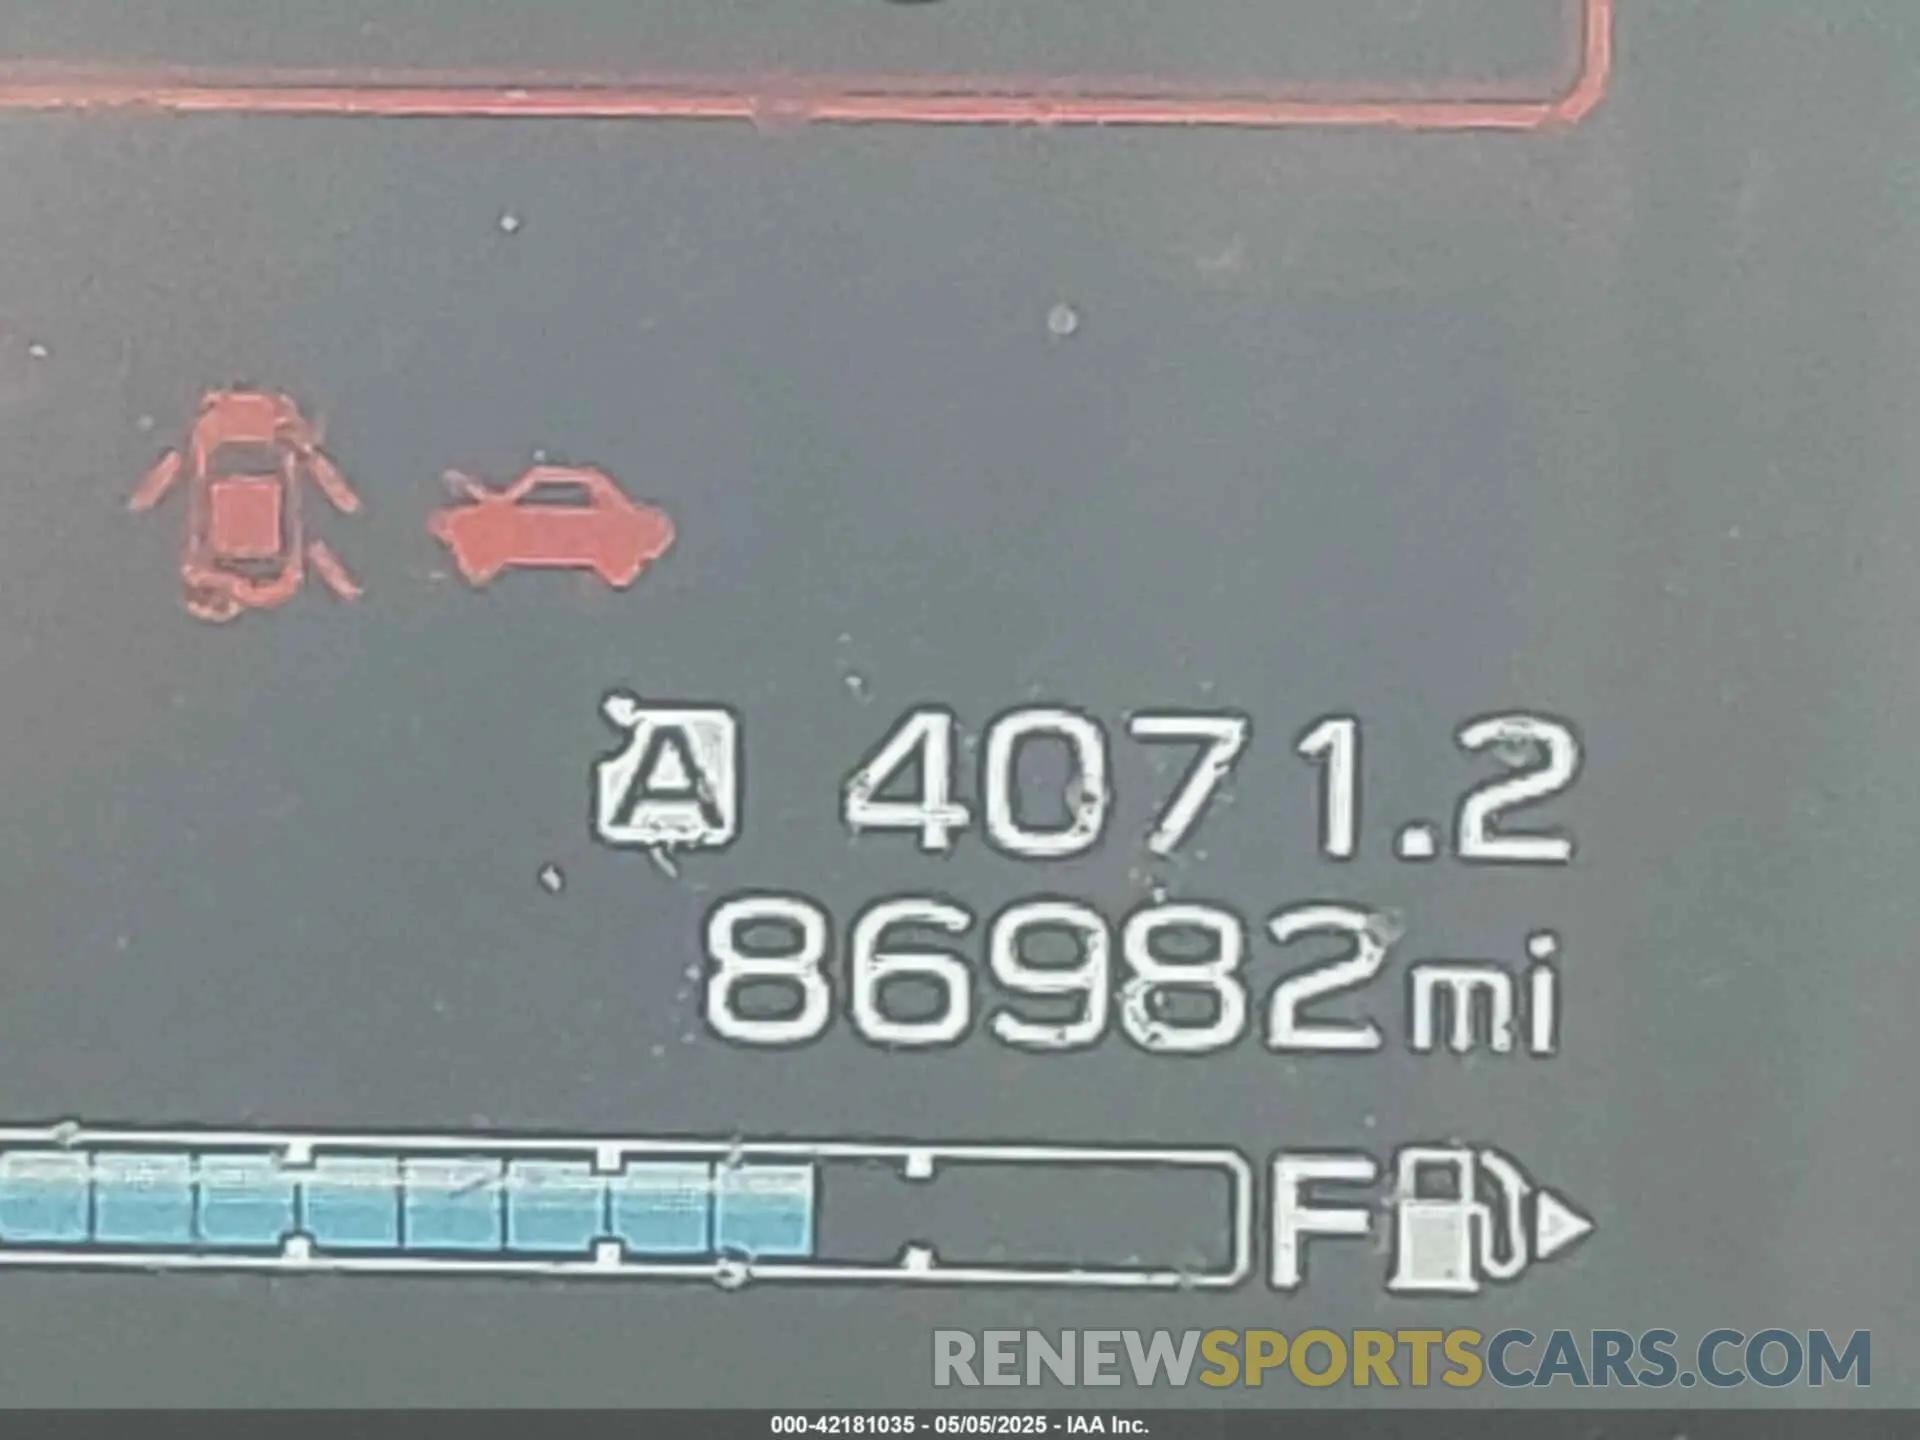 A 4071.2
86982mi
F
RENEWSPORTSCARS.COM
000-42181035 - 05/05/2025 - IAA Inc.